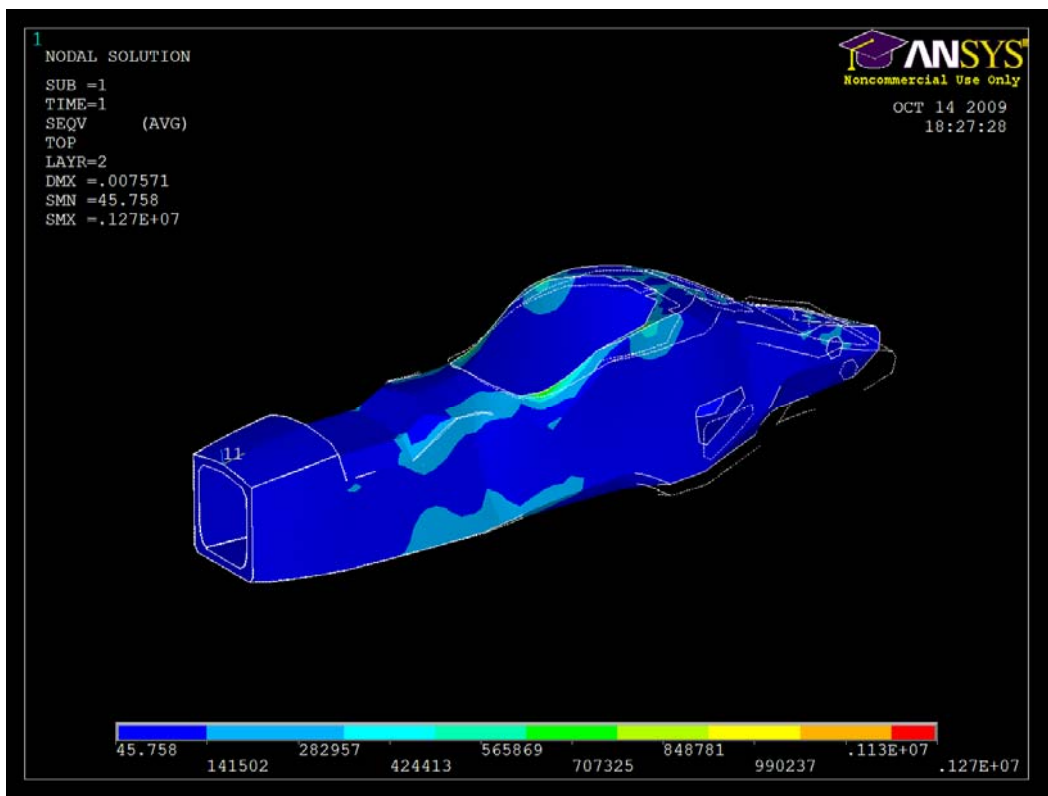 1
NODAL SOLUTION
SUB =1
TIME=1
SEQV (AVG)
TOP
LAYR=2
DMX =.007571
SMN =45.758
SMX =.127E+07
ANSYS
Noncommercial Use Only
OCT 14 2009
18:27:28
11
45.758 282957 565869 848781 .113E+07
141502 424413 707325 990237 .127E+07